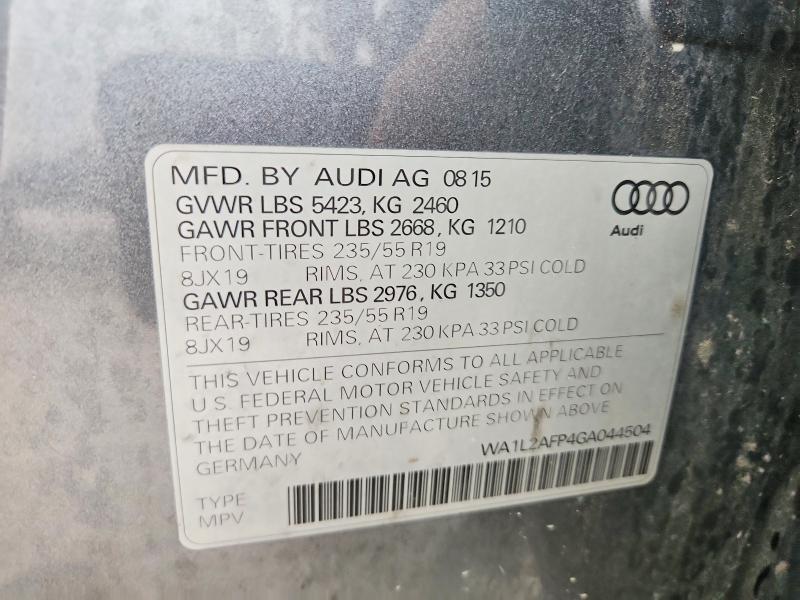 MFD. BY AUDI AG 0815
GVWR LBS 5423, KG 2460
GAWR FRONT LBS 2668, KG 1210
FRONT-TIRES 235/55 R19
8JX19 RIMS, AT 230 KPA 33 PSI COLD
GAWR REAR LBS 2976, KG 1350
REAR-TIRES 235/55 R19
8JX19 RIMS, AT 230 KPA 33 PSI COLD
Audi
THIS VEHICLE CONFORMS TO ALL APPLICABLE
U.S. FEDERAL MOTOR VEHICLE SAFETY AND
THEFT PREVENTION STANDARDS IN EFFECT ON
THE DATE OF MANUFACTURE SHOWN ABOVE
GERMANY WA1L2AFP4GA044504
TYPE
MPV